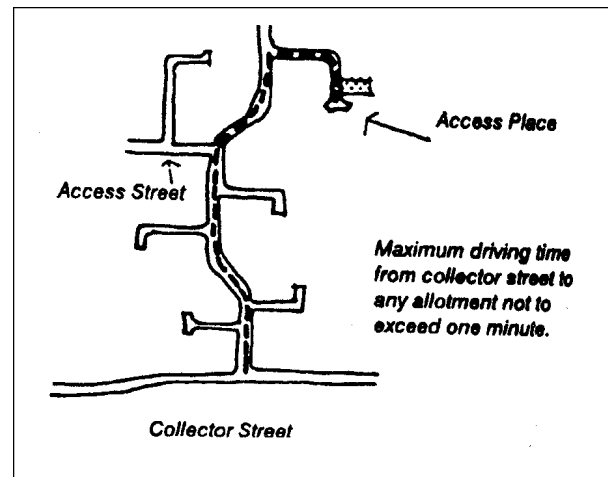 Access Place
Access Street
Maximum driving time
from collector street to
any allotment not to
exceed one minute.
Collector Street